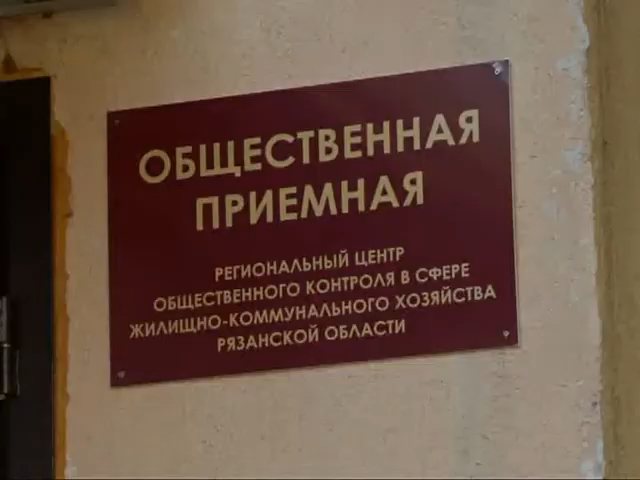 ОБЩЕСТВЕННАЯ
ПРИЕМНАЯ
РЕГИОНАЛЬНЫЙ ЦЕНТР
ОБЩЕСТВЕННОГО КОНТРОЛЯ В СФЕРЕ
ЖИЛИЩНО-КОММУНАЛЬНОГО ХОЗЯЙСТВА
РЯЗАНСКОЙ ОБЛАСТИ